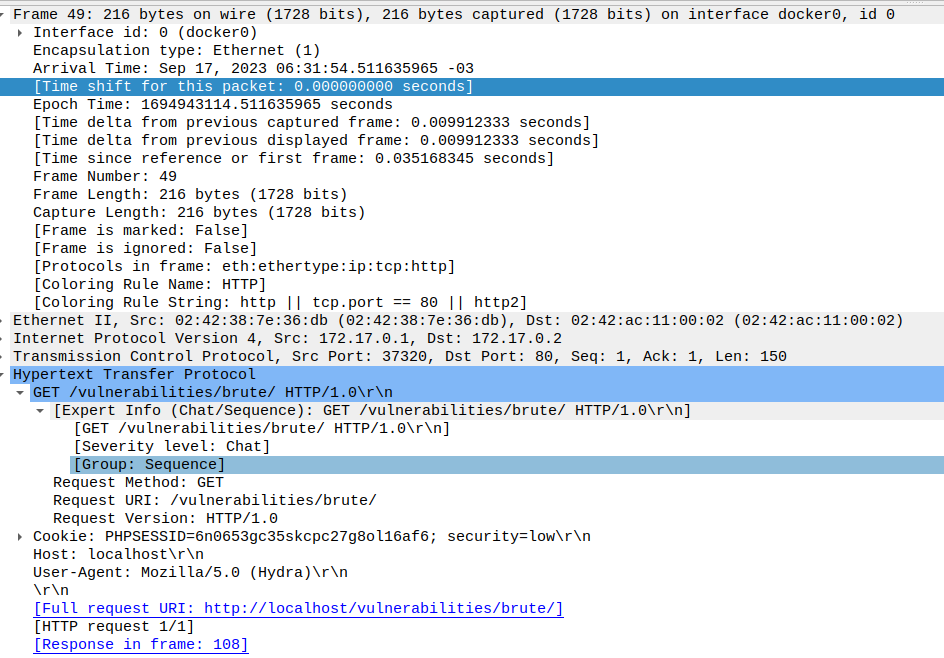 Frame 49: 216 bytes on wire (1728 bits), 216 bytes captured (1728 bits) on interface docker0, id 0
Interface id: 0 (docker0)
Encapsulation type: Ethernet (1)
Arrival Time: Sep 17, 2023 06:31:54.511635965 -03
[Time shift for this packet: 0.000000000 seconds]
Epoch Time: 1694943114.511635965 seconds
[Time delta from previous captured frame: 0.009912333 seconds]
[Time delta from previous displayed frame: 0.009912333 seconds]
[Time since reference or first frame: 0.035168345 seconds]
Frame Number: 49
Frame Length: 216 bytes (1728 bits)
Capture Length: 216 bytes (1728 bits)
[Frame is marked: False]
[Frame is ignored: False]
[Protocols in frame: eth:ethertype:ip:tcp:http]
[Coloring Rule Name: HTTP]
[Coloring Rule String: http || tcp.port == 80 || http2]
Ethernet II, Src: 02:42:38:7e:36:db (02:42:38:7e:36:db), Dst: 02:42:ac:11:00:02 (02:42:ac:11:00:02)
Internet Protocol Version 4, Src: 172.17.0.1, Dst: 172.17.0.2
Transmission Control Protocol, Src Port: 37320, Dst Port: 80, Seq: 1, Ack: 1, Len: 150
Hypertext Transfer Protocol
GET /vulnerabilities/brute/ HTTP/1.0\r\n
[Expert Info (Chat/Sequence): GET /vulnerabilities/brute/ HTTP/1.0\r\n]
[GET /vulnerabilities/brute/ HTTP/1.0\r\n]
[Severity level: Chat]
[Group: Sequence]
Request Method: GET
Request URI: /vulnerabilities/brute/
Request Version: HTTP/1.0
Cookie: PHPSESSID=6n0653gc35skcpc27g8ol16af6; security=low\r\n
Host: localhost\r\n
User-Agent: Mozilla/5.0 (Hydra)\r\n
\r\n
[Full request URI: http://localhost/vulnerabilities/brute/]
[HTTP request 1/1]
[Response in frame: 108]